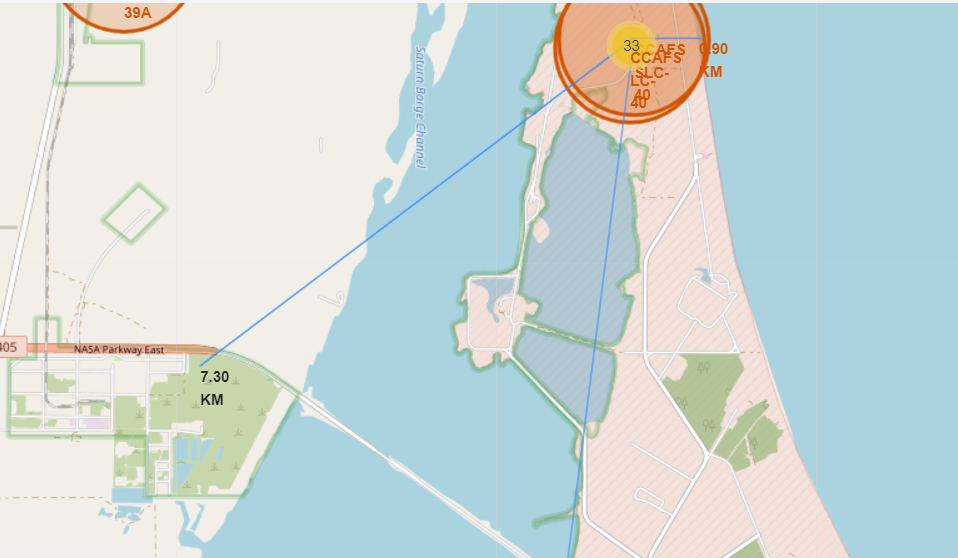 39A
Saturn Barge Channel
33
CCAFS
SLC-
40
CCAFS
LC-
40
0.90
KM
405
NASA Parkway East
7.30
KM